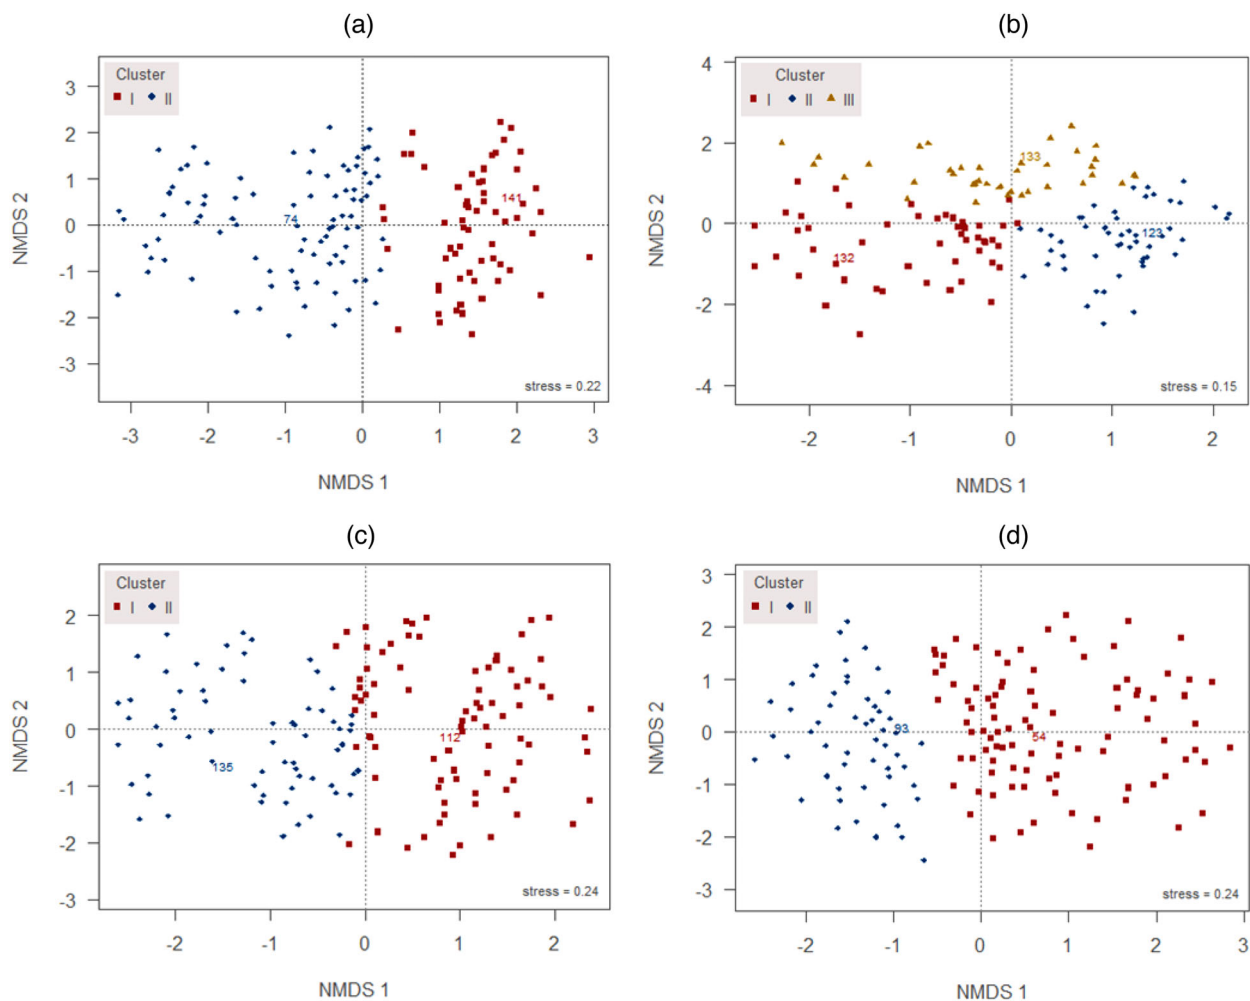 (a)
Cluster
I II
3
2
1
0
-1
-2
-3
NMDS 2
141
74
stress = 0.22
-3 -2 -1 0 1 2 3
NMDS 1
(b)
Cluster
I II III
4
2
0
-2
-4
NMDS 2
133
123
132
stress = 0.15
-2 -1 0 1 2
NMDS 1
(c)
Cluster
I II
2
1
0
-1
-2
-3
NMDS 2
112
135
stress = 0.24
-2 -1 0 1 2
NMDS 1
(d)
Cluster
I II
3
2
1
0
-1
-2
-3
NMDS 2
93
54
stress = 0.24
-2 -1 0 1 2 3
NMDS 1